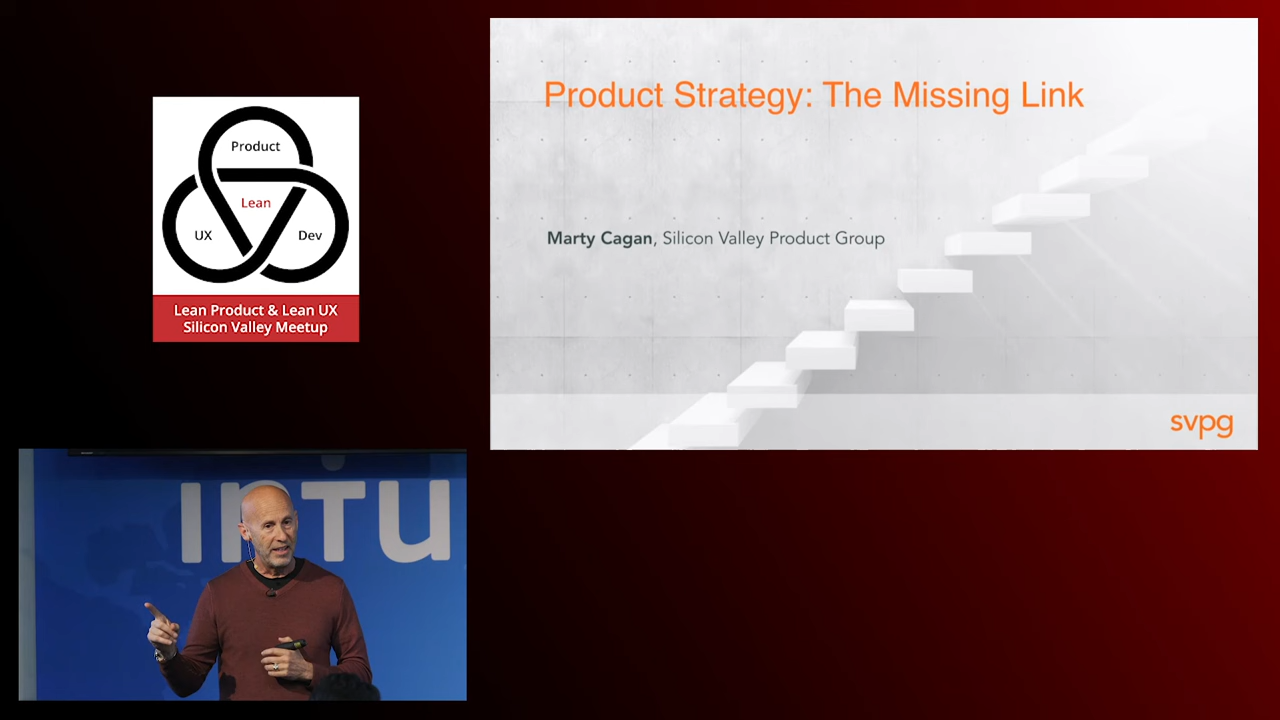 Product Strategy: The Missing Link
Marty Cagan, Silicon Valley Product Group
svpg
Product
Lean
UX
Dev
Lean Product & Lean UX
Silicon Valley Meetup
intu